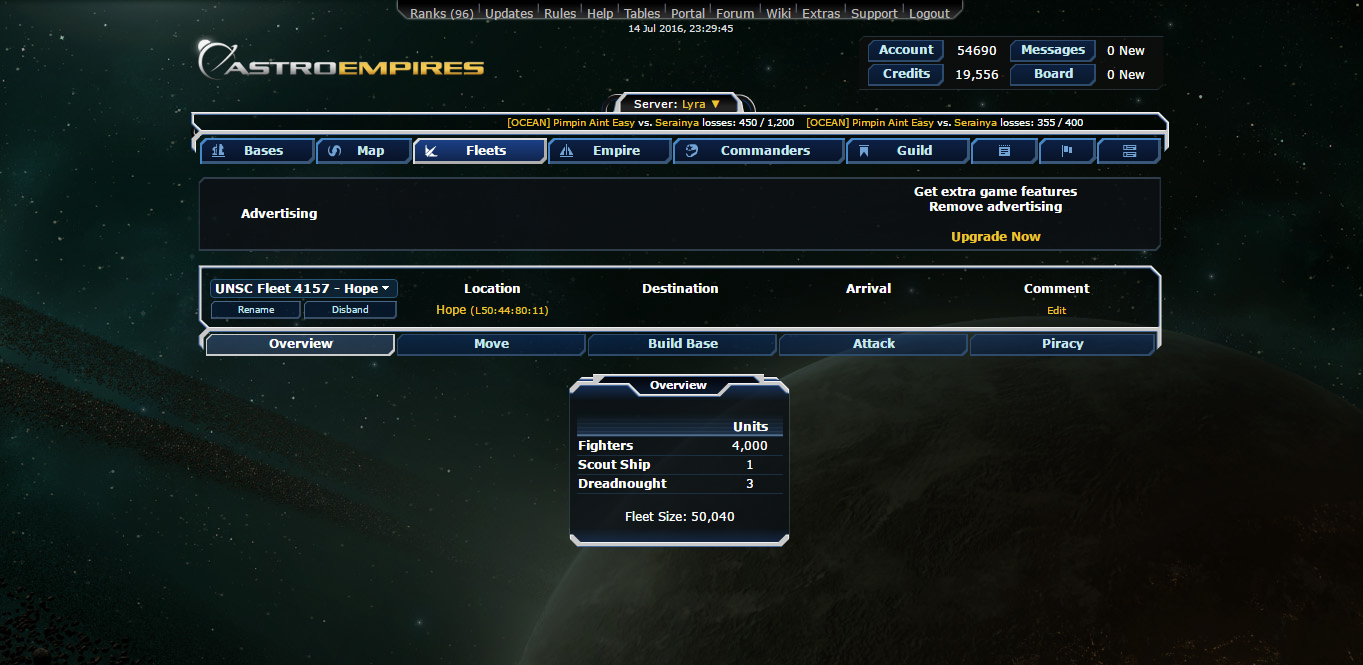 Ranks (96) Updates Rules Help Tables Portal Forum Wiki Extras Support Logout
14 Jul 2016, 23:29:45
ASTROEMPIRES
Account 54690 Messages 0 New
Credits 19,556 Board 0 New
Server: Lyra ▼
[OCEAN] Pimpin Aint Easy vs. Serainya losses: 450 / 1,200 [OCEAN] Pimpin Aint Easy vs. Serainya losses: 355 / 400
Bases Map Fleets Empire Commanders Guild
Advertising
Get extra game features
Remove advertising
Upgrade Now
UNSC Fleet 4157 - Hope Location Destination Arrival Comment
Rename Disband Hope (L50:44:80:11) Edit
Overview Move Build Base Attack Piracy
Overview
Units
Fighters 4,000
Scout Ship 1
Dreadnought 3
Fleet Size: 50,040